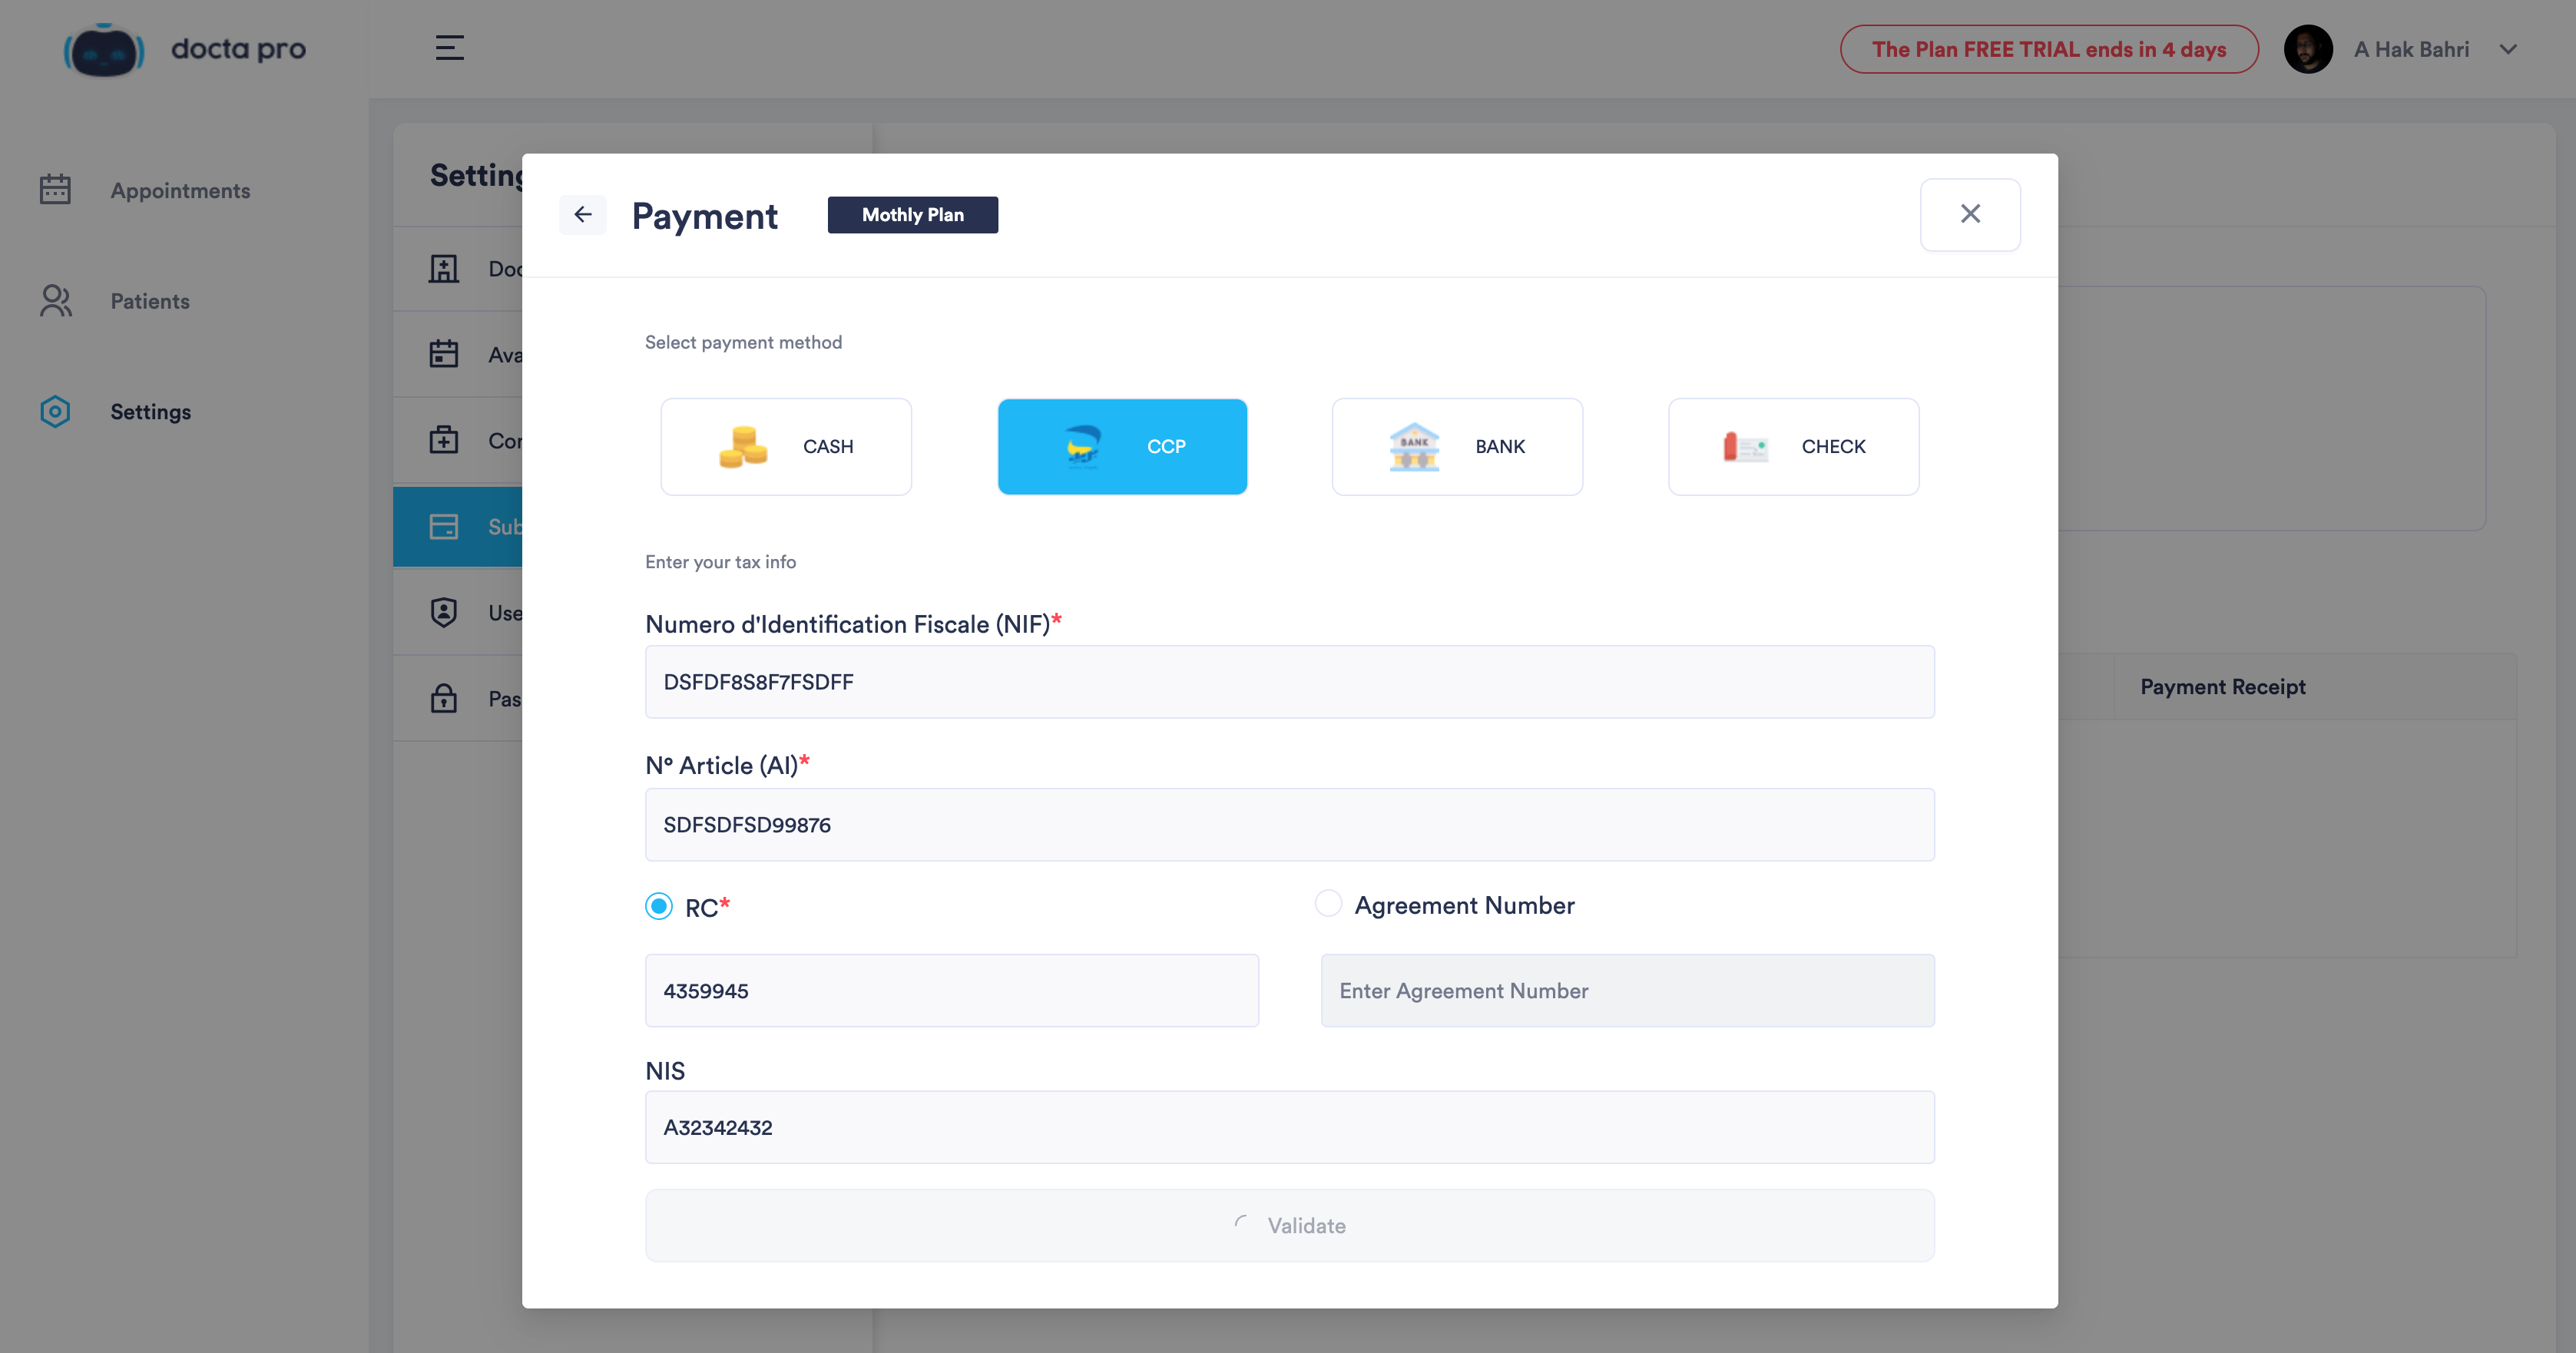 docta pro
The Plan FREE TRIAL ends in 4 days
A Hak Bahri
Appointments
Patients
Settings
Setting
Doc
Ava
Con
Sub
Use
Pas
Payment
Mothly Plan
Select payment method
CASH
CCP
BANK
BANK
CHECK
Enter your tax info
Numero d'Identification Fiscale (NIF)*
DSFDF8S8F7FSDFF
N° Article (AI)*
SDFSDFSD99876
RC*
Agreement Number
4359945
Enter Agreement Number
NIS
A32342432
Validate
Payment Receipt